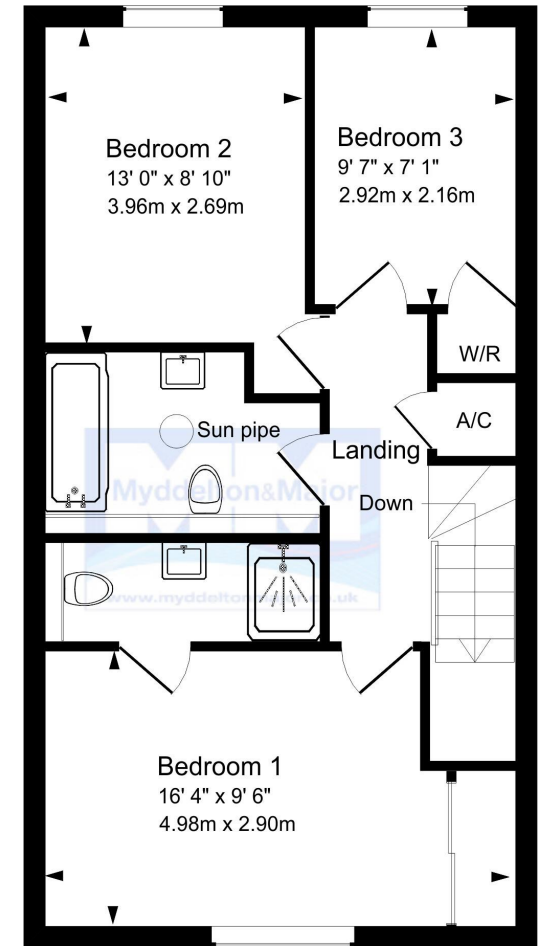 Bedroom 2
13' 0" x 8' 10"
3.96m x 2.69m
Bedroom 3
9' 7" x 7' 1"
2.92m x 2.16m
W/R
A/C
Sun pipe
Landing
Down
Myddelton&Major
Bedroom 1
16' 4" x 9' 6"
4.98m x 2.90m